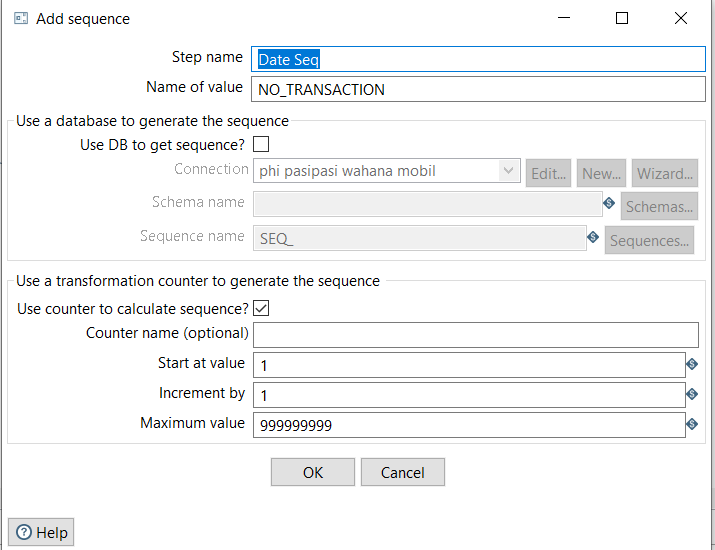 Add sequence
Step name Date Seq
Name of value NO_TRANSACTION
Use a database to generate the sequence
Use DB to get sequence?
Connection phi pasipasi wahana mobil Edit... New... Wizard...
Schema name Schemas...
Sequence name SEQ_ Sequences...
Use a transformation counter to generate the sequence
Use counter to calculate sequence?
Counter name (optional)
Start at value 1
Increment by 1
Maximum value 999999999
OK Cancel
Help